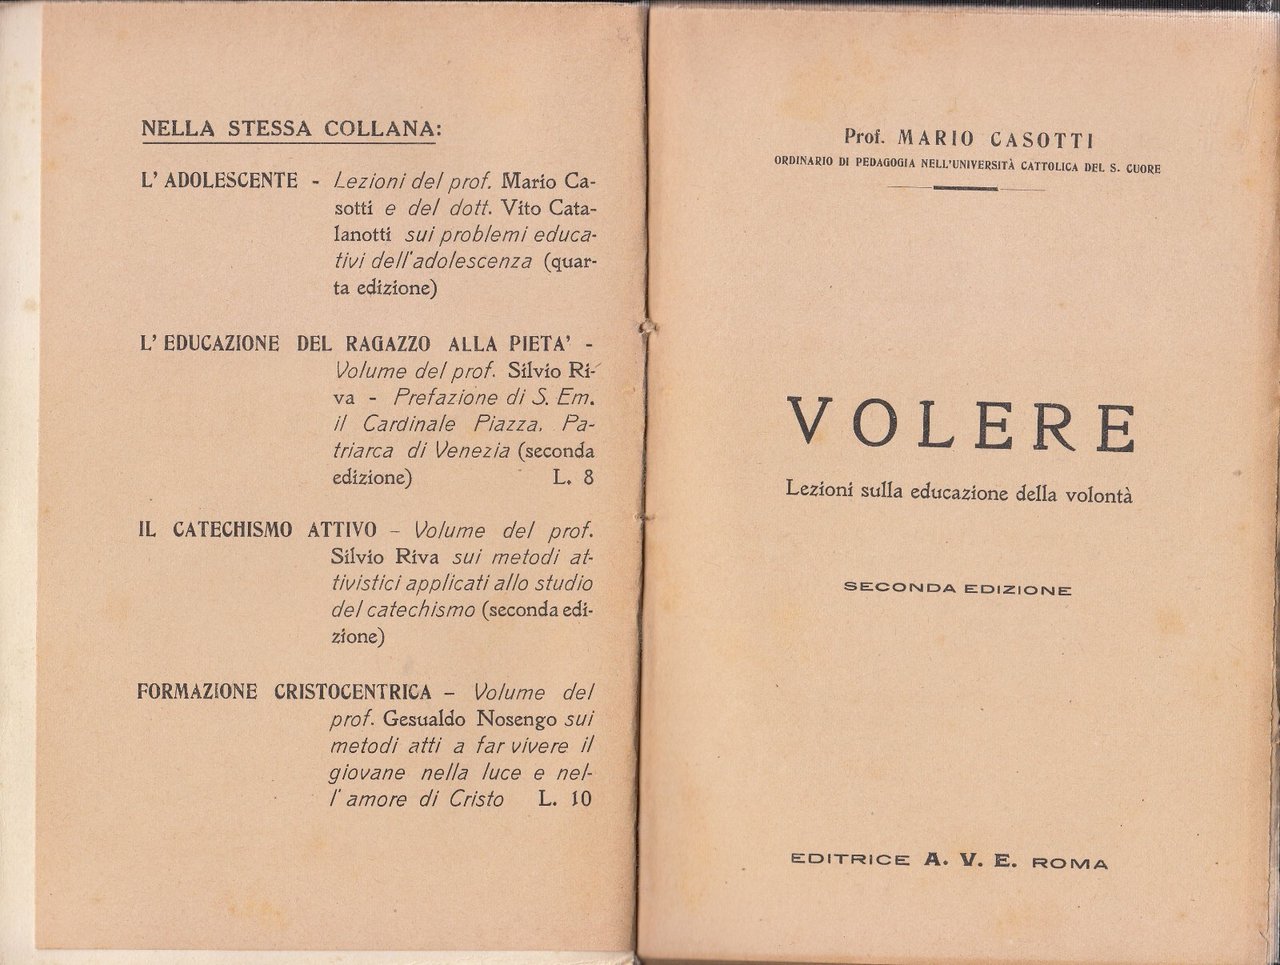 NELLA STESSA COLLANA:
L' ADOLESCENTE - Lezioni del prof. Mario Ca-
sotti e del dott. Vito Cata-
lanotti sui problemi educa-
tivi dell'adolescenza (quar-
ta edizione)
L' EDUCAZIONE DEL RAGAZZO ALLA PIETA' -
Volume del prof. Silvio Ri-
va - Prefazione di S. Em.
il Cardinale Piazza, Pa-
triarca di Venezia (seconda
edizione) L. 8
IL CATECHISMO ATTIVO - Volume del prof.
Silvio Riva sui metodi at-
tivistici applicati allo studio
del catechismo (seconda edi-
zione)
FORMAZIONE CRISTOCENTRICA - Volume del
prof. Gesualdo Nosengo sui
metodi atti a far vivere il
giovane nella luce e nel-
l'amore di Cristo L. 10
Prof. MARIO CASOTTI
ORDINARIO DI PEDAGOGIA NELL'UNIVERSITÀ CATTOLICA DEL S. CUORE
VOLERE
Lezioni sulla educazione della volontà
SECONDA EDIZIONE
EDITRICE A. V. E. ROMA